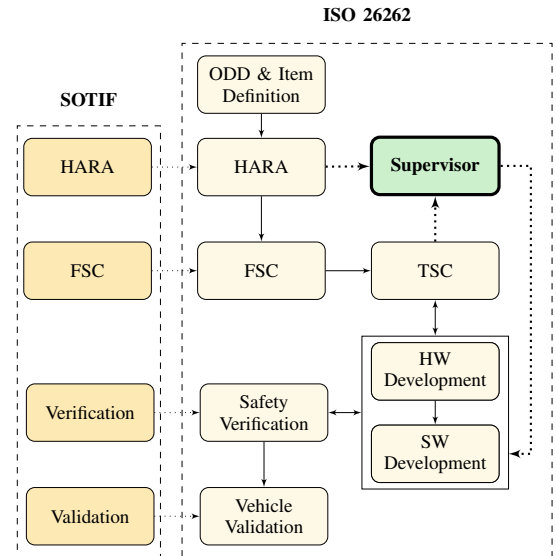 ISO 26262
ODD & Item
Definition
SOTIF
HARA
HARA
Supervisor
FSC
FSC
TSC
HW
Development
Verification
Safety
Verification
SW
Development
Validation
Vehicle
Validation